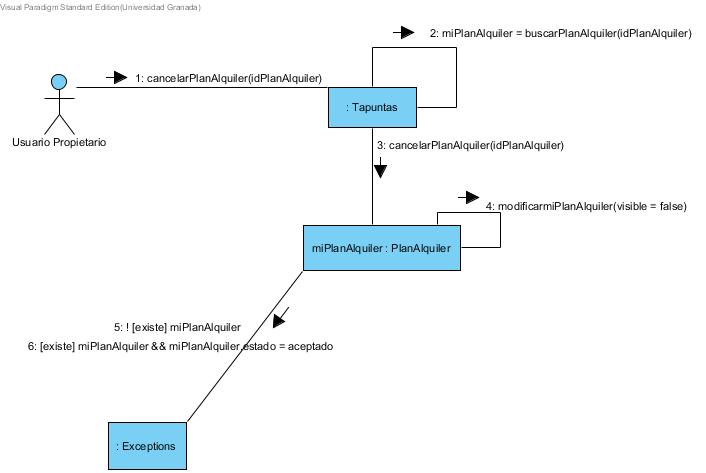 Visual Paradigm Standard Edition(Universidad Granada)
2: miPlanAlquiler = buscarPlanAlquiler(idPlanAlquiler)
1: cancelarPlanAlquiler(idPlanAlquiler)
: Tapuntas
Usuario Propietario
3: cancelarPlanAlquiler(idPlanAlquiler)
4: modificarmiPlanAlquiler(visible = false)
miPlanAlquiler : PlanAlquiler
5: ! [existe] miPlanAlquiler
6: [existe] miPlanAlquiler && miPlanAlquiler.estado = aceptado
: Exceptions